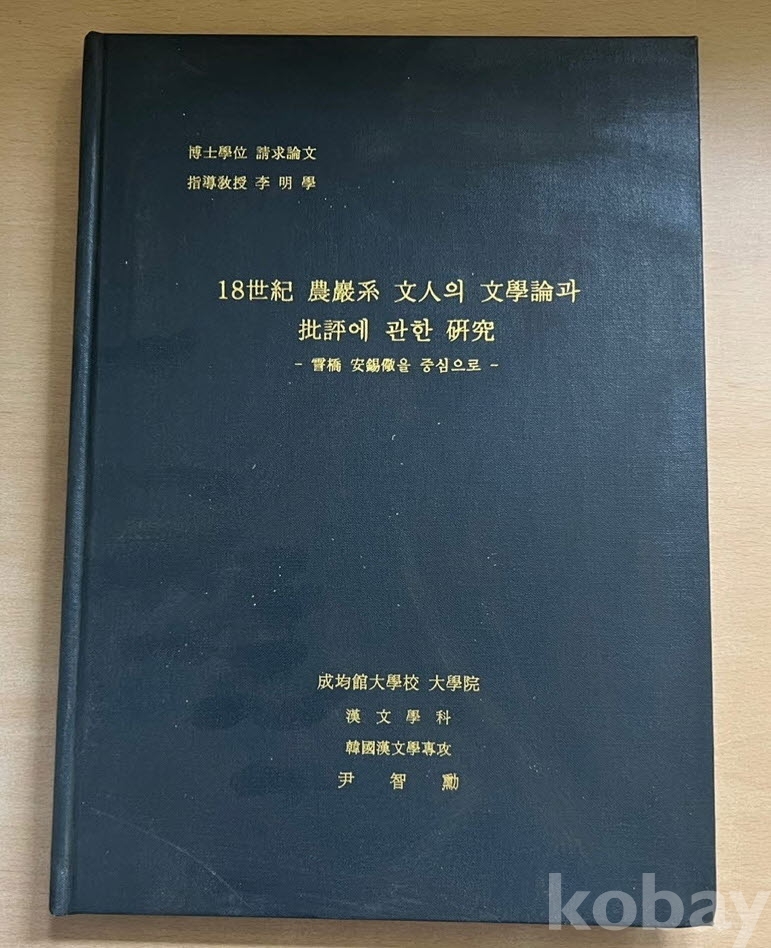 博士學位 請求論文
指導敎授 李 明 學
18世紀 農巖系 文人의 文學論과
批評에 관한 硏究
- 霅橋 安錫儆을 중심으로 -
成均館大學校 大學院
漢 文 學 科
韓國漢文學專攻
尹 智 勳
kobay